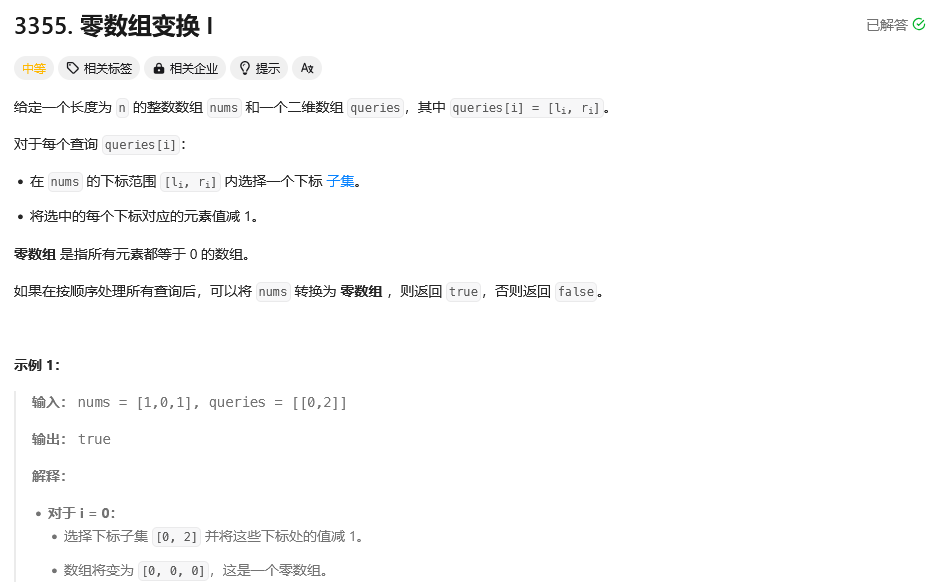 3355. 零数组变换 I
已解答
中等 相关标签 相关企业 提示 Ax
给定一个长度为 n 的整数数组 nums 和一个二维数组 queries，其中 queries[i] = [lᵢ, rᵢ]。
对于每个查询 queries[i]：
• 在 nums 的下标范围 [lᵢ, rᵢ] 内选择一个下标 子集。
• 将选中的每个下标对应的元素值减 1。
零数组 是指所有元素都等于 0 的数组。
如果在按顺序处理所有查询后，可以将 nums 转换为 零数组 ，则返回 true，否则返回 false。
示例 1：
输入： nums = [1,0,1], queries = [[0,2]]
输出： true
解释：
• 对于 i = 0：
• 选择下标子集 [0, 2] 并将这些下标处的值减 1。
• 数组将变为 [0, 0, 0]，这是一个零数组。